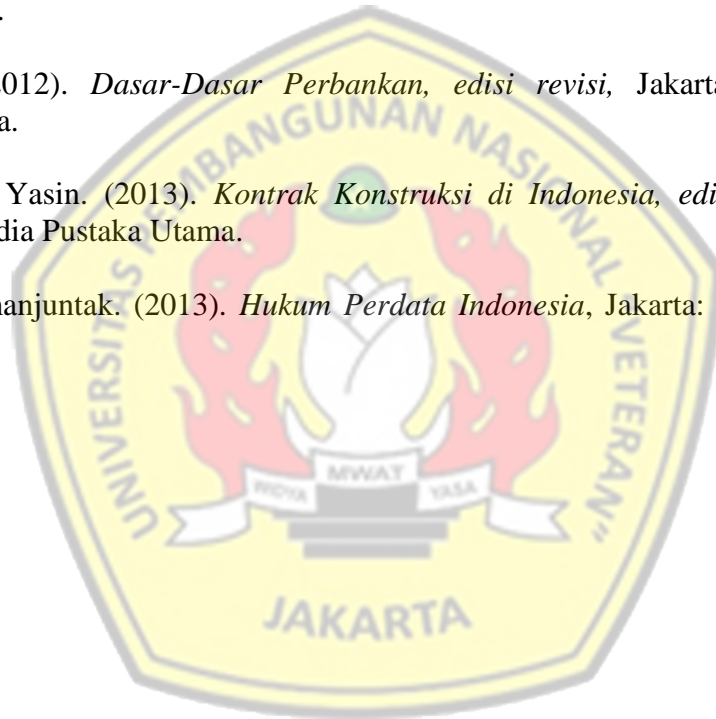 .
2012). Dasar-Dasar Perbankan, edisi revisi, Jakarta
a.
Yasin. (2013). Kontrak Konstruksi di Indonesia, edi
dia Pustaka Utama.
nanjuntak. (2013). Hukum Perdata Indonesia, Jakarta:
UNIVERSITAS PEMBANGUNAN NASIONAL "VETERAN"
WIDYA MWAT YASA
JAKARTA